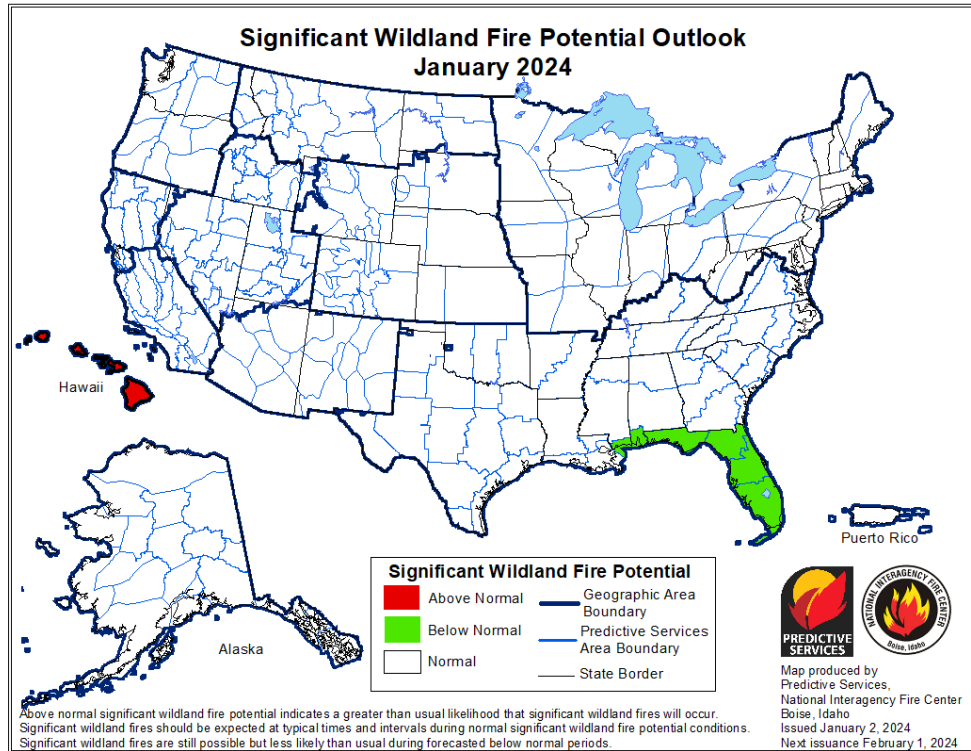 Significant Wildland Fire Potential Outlook
January 2024
Hawaii
Alaska
Puerto Rico
Significant Wildland Fire Potential
Above Normal
Below Normal
Normal
Geographic Area
Boundary
Predictive Services
Area Boundary
State Border
PREDICTIVE
SERVICES
NATIONAL INTERAGENCY FIRE CENTER
Boise, Idaho
Map produced by
Predictive Services,
National Interagency Fire Center
Boise, Idaho
Issued January 2, 2024
Next issuance February 1, 2024
Above normal significant wildland fire potential indicates a greater than usual likelihood that significant wildland fires will occur.
Significant wildland fires should be expected at typical times and intervals during normal significant wildland fire potential conditions.
Significant wildland fires are still possible but less likely than usual during forecasted below normal periods.